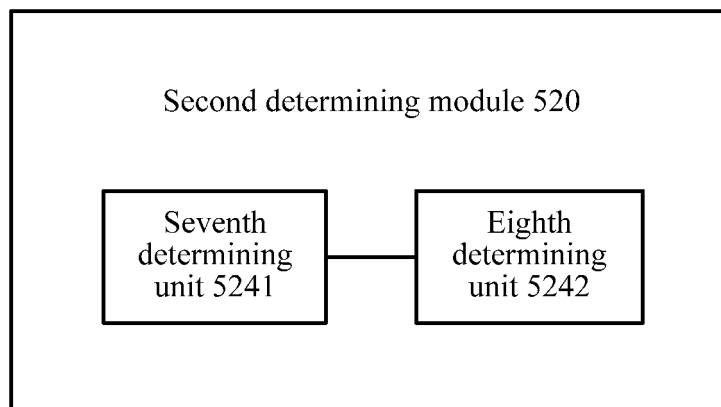 Second determining module 520
Seventh
determining
unit 5241
Eighth
determining
unit 5242